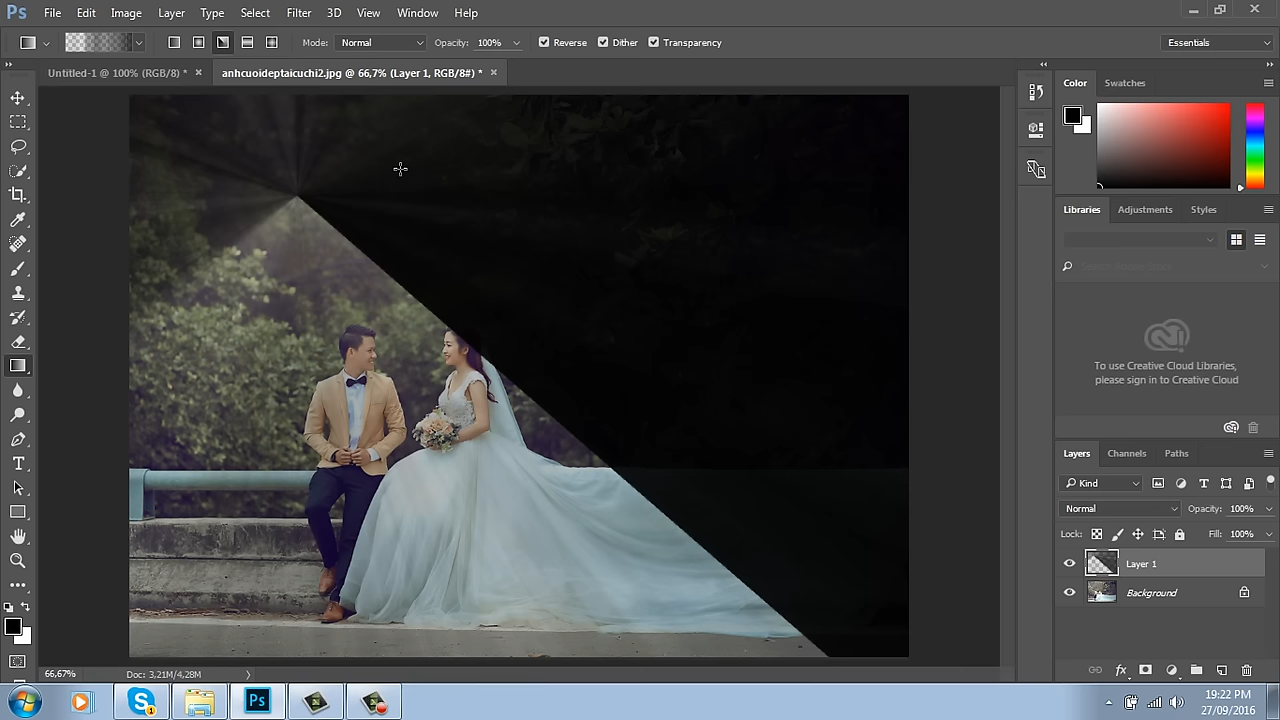 Ps File Edit Image Layer Type Select Filter 3D View Window Help
Mode: Normal Opacity: 100% Reverse Dither Transparency Essentials
Untitled-1 @ 100% (RGB/8) * anhcuoideptaicuchi2.jpg @ 66,7% (Layer 1, RGB/8#) *
Color Swatches
Libraries Adjustments Styles
To use Creative Cloud Libraries,
please sign in to Creative Cloud
Layers Channels Paths
Kind
Normal Opacity: 100%
Lock: Fill: 100%
Layer 1
Background
66,67% Doc: 3,21M/4,28M
Ps
19:22 PM
27/09/2016